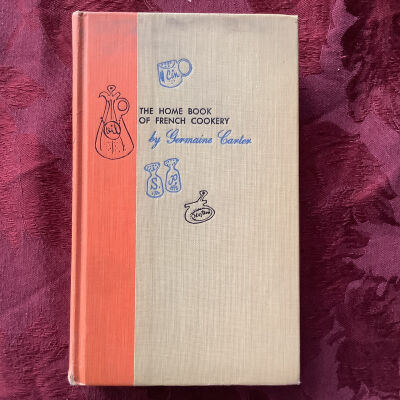 THE HOME BOOK
OF FRENCH COOKERY
by Germaine Carter
S
P